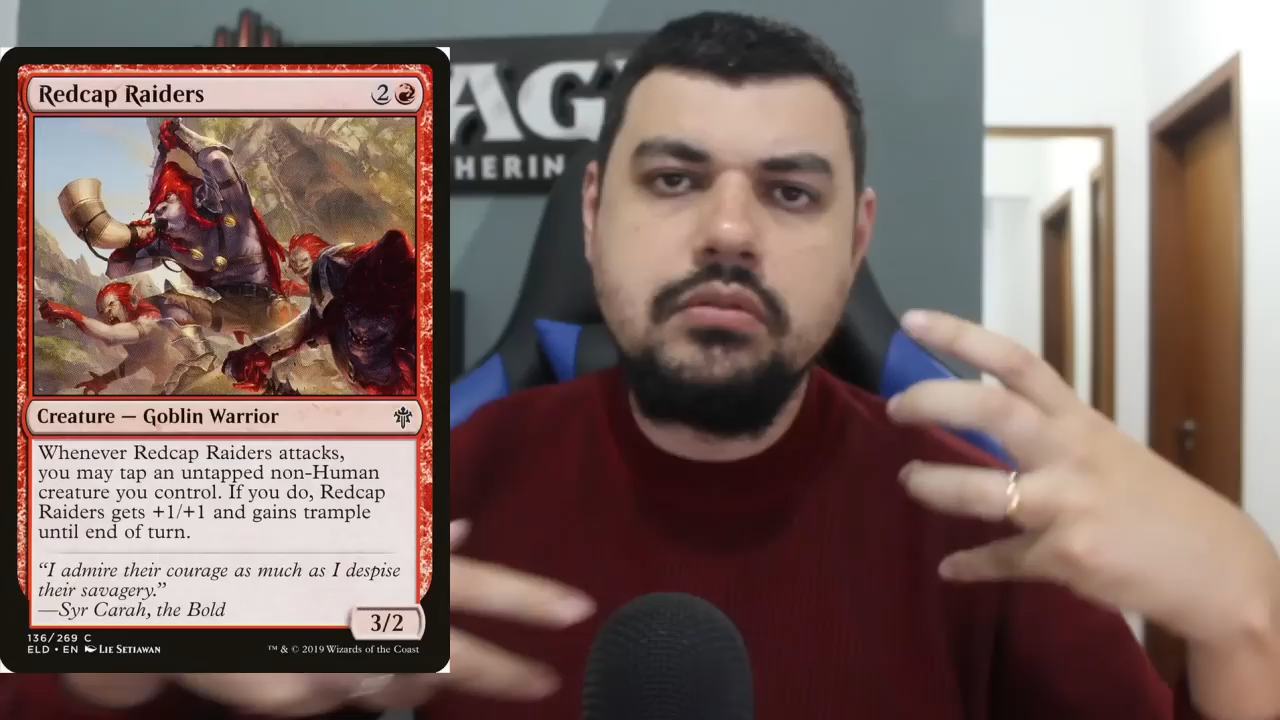 Redcap Raiders 2
Creature — Goblin Warrior
Whenever Redcap Raiders attacks,
you may tap an untapped non-Human
creature you control. If you do, Redcap
Raiders gets +1/+1 and gains trample
until end of turn.
“I admire their courage as much as I despise
their savagery.”
—Syr Carah, the Bold
3/2
136/269 C
ELD • EN Lie Setiawan
™ & © 2019 Wizards of the Coast
AG
HERIN